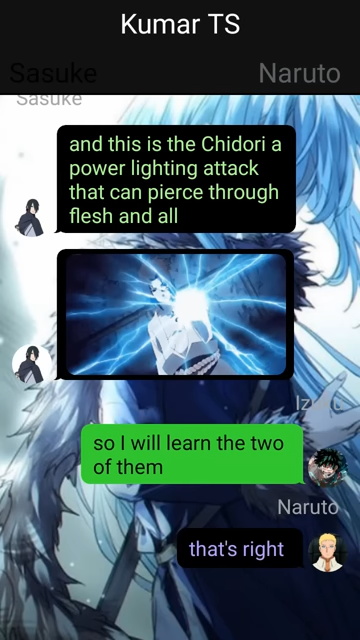 Kumar TS
Sasuke
Naruto
Sasuke
and this is the Chidori a
power lighting attack
that can pierce through
flesh and all
so I will learn the two
of them
Naruto
that's right